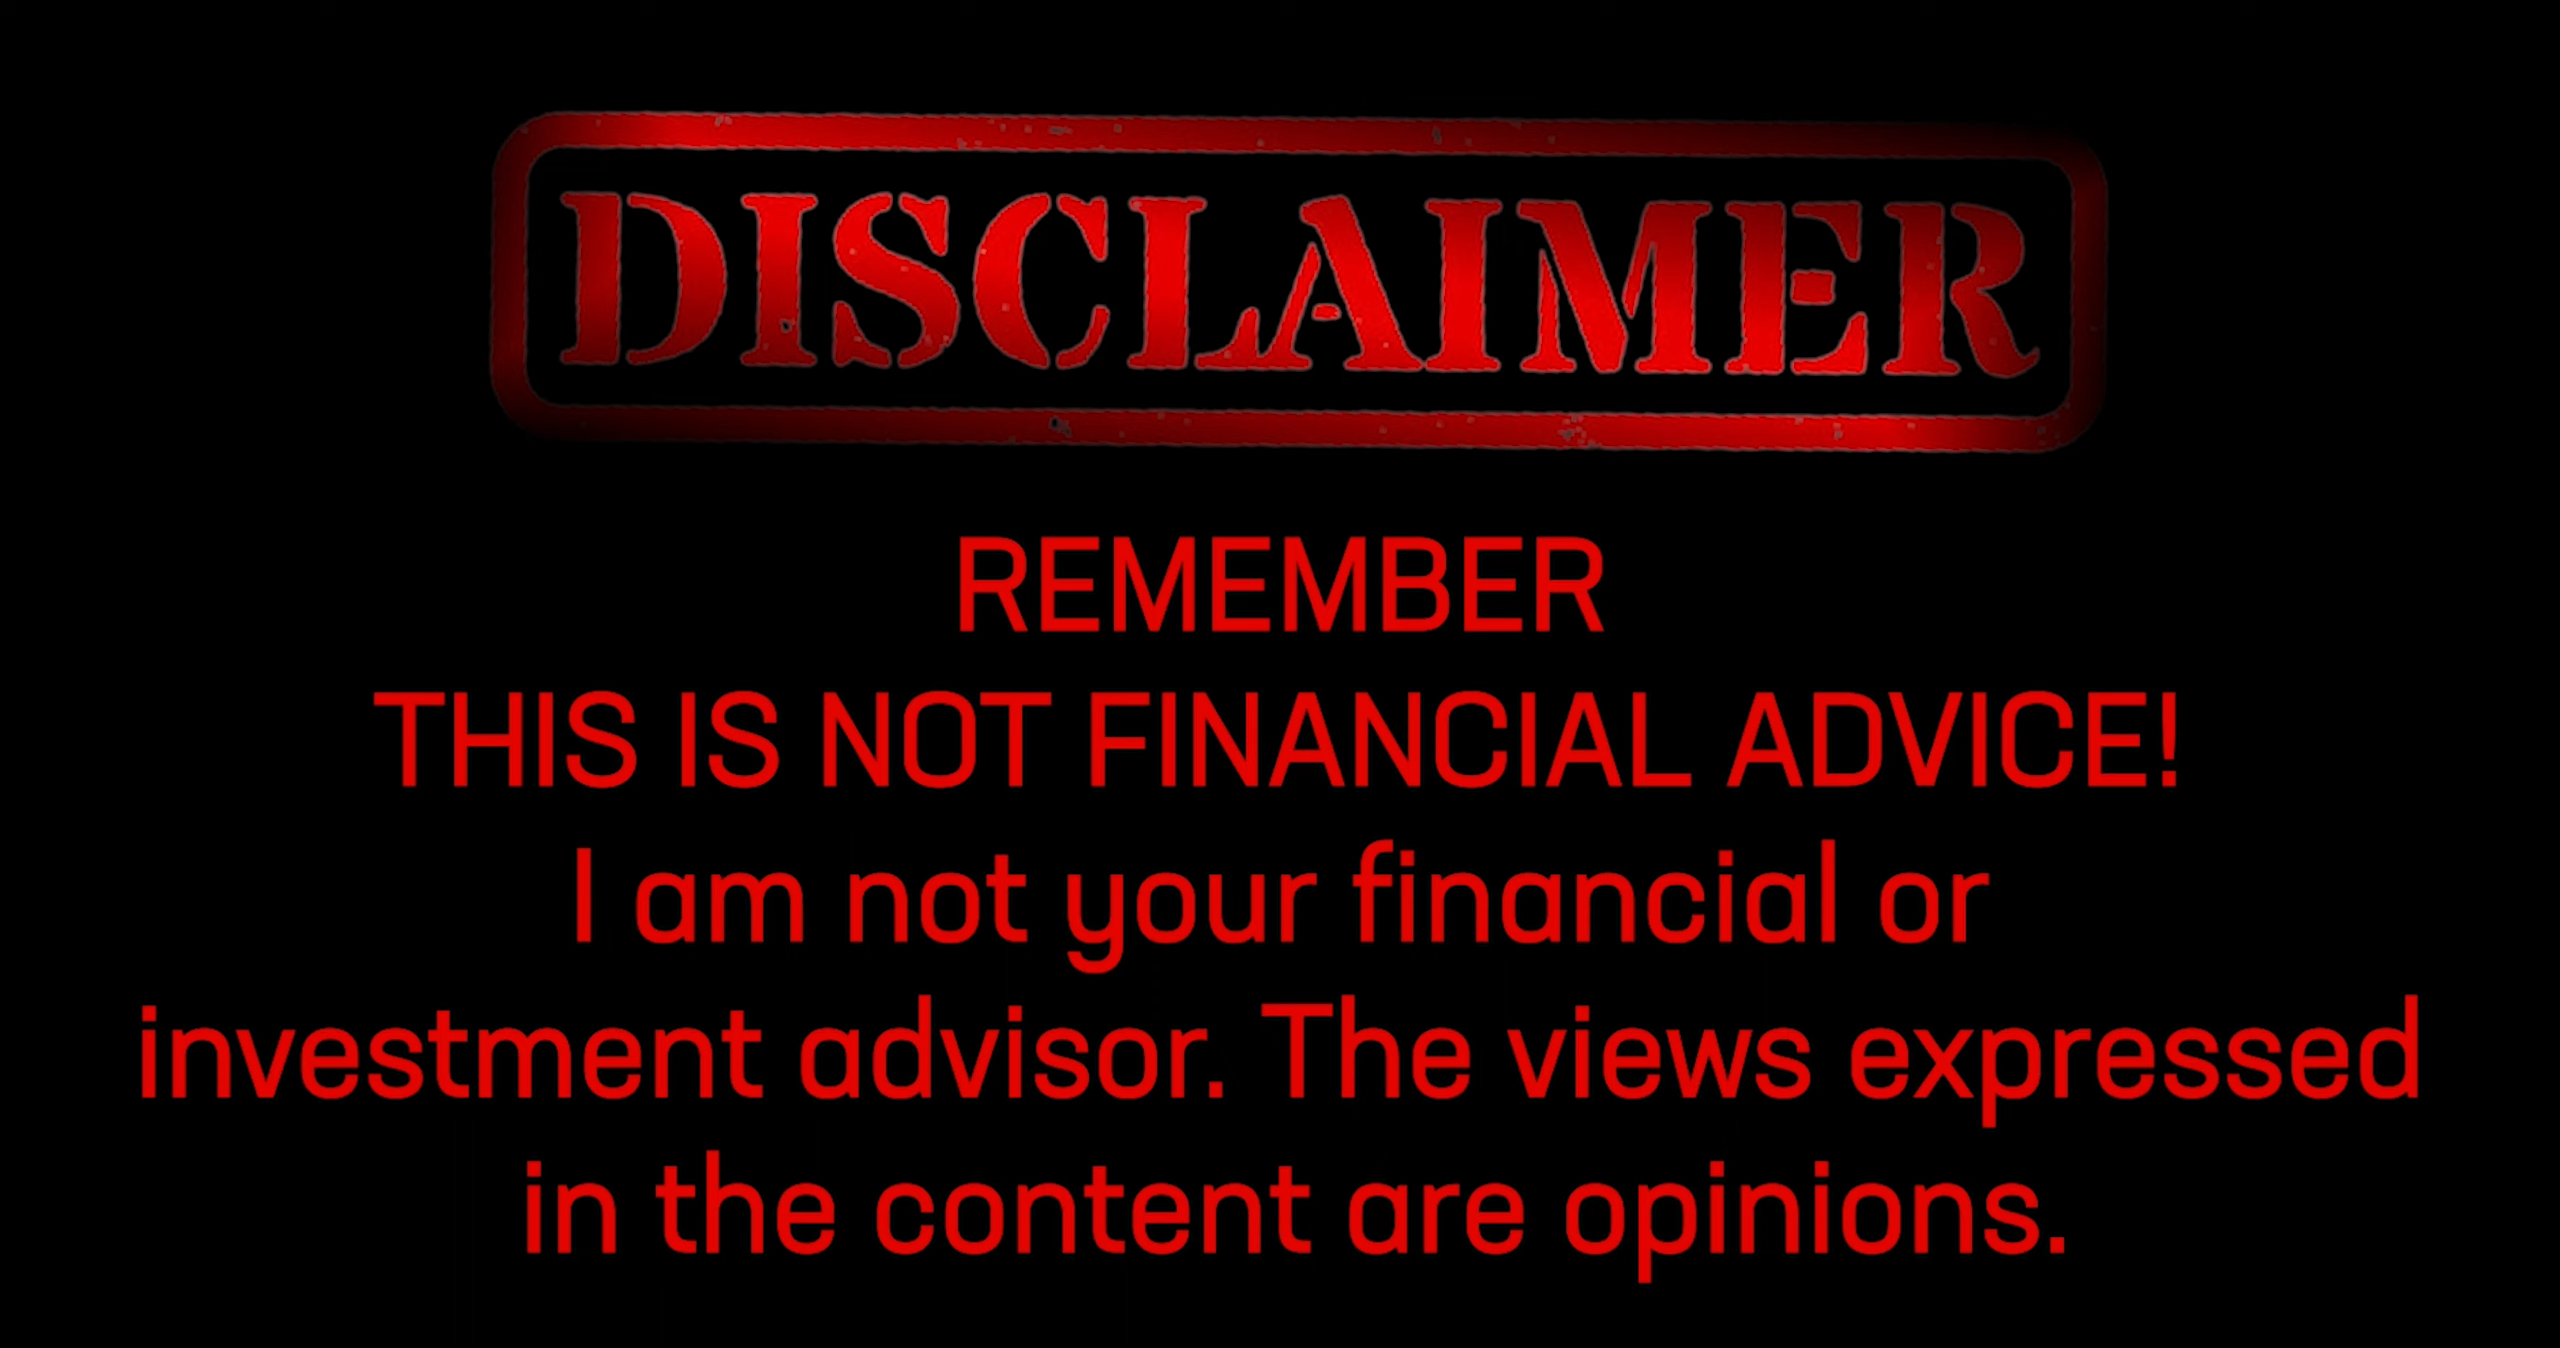 DISCLAIMER
REMEMBER
THIS IS NOT FINANCIAL ADVICE!
I am not your financial or
investment advisor. The views expressed
in the content are opinions.